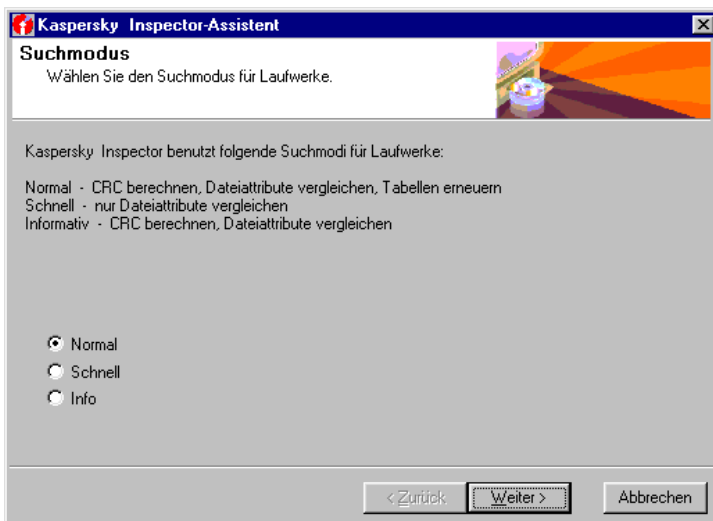 Kaspersky Inspector-Assistent
Suchmodus
Wählen Sie den Suchmodus für Laufwerke.
Kaspersky Inspector benutzt folgende Suchmodi für Laufwerke:
Normal - CRC berechnen, Dateiattribute vergleichen, Tabellen erneuern
Schnell - nur Dateiattribute vergleichen
Informativ - CRC berechnen, Dateiattribute vergleichen
Normal
Schnell
Info
< Zurück
Weiter >
Abbrechen